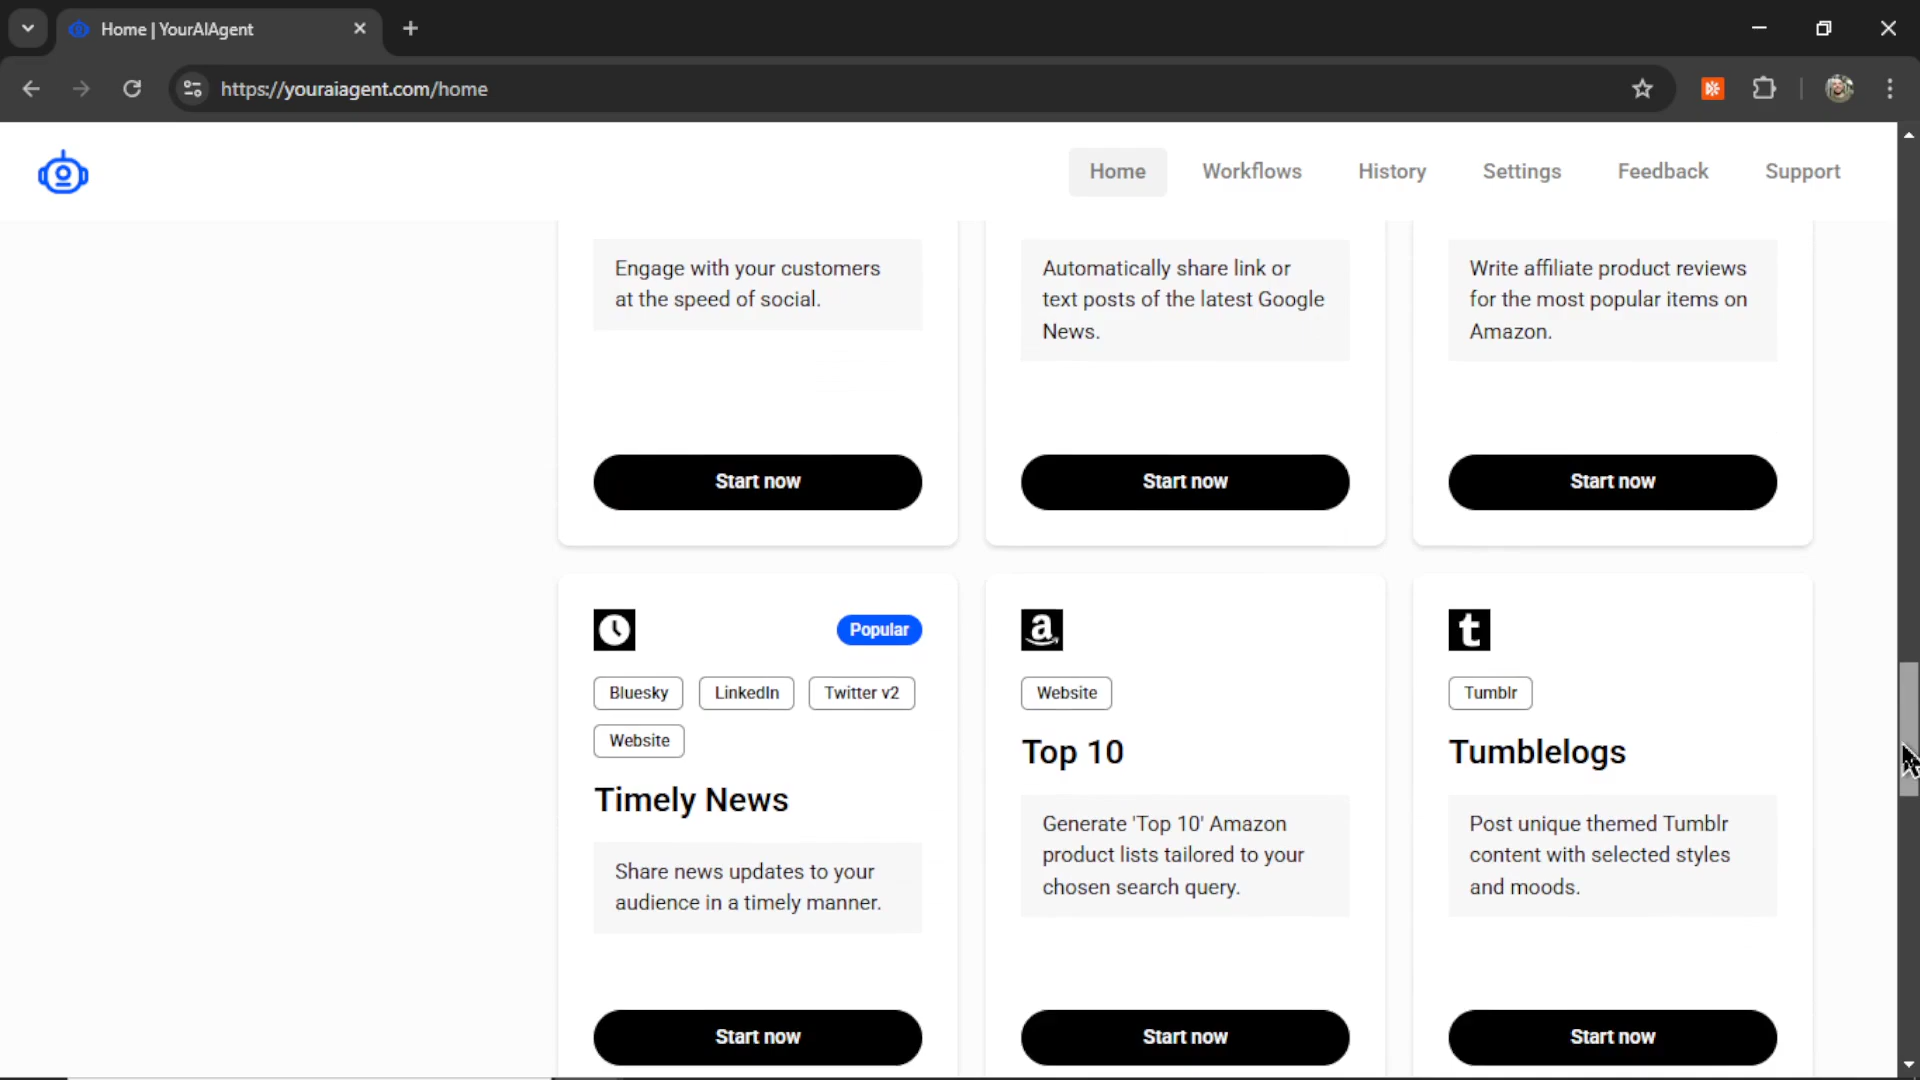 Home | YourAIAgent
https://youraiagent.com/home
Home
Workflows
History
Settings
Feedback
Support
Engage with your customers
at the speed of social.
Start now
Automatically share link or
text posts of the latest Google
News.
Start now
Write affiliate product reviews
for the most popular items on
Amazon.
Start now
Popular
Bluesky
LinkedIn
Twitter v2
Website
Timely News
Share news updates to your
audience in a timely manner.
Start now
Website
Top 10
Generate 'Top 10' Amazon
product lists tailored to your
chosen search query.
Start now
Tumblr
Tumblelogs
Post unique themed Tumblr
content with selected styles
and moods.
Start now